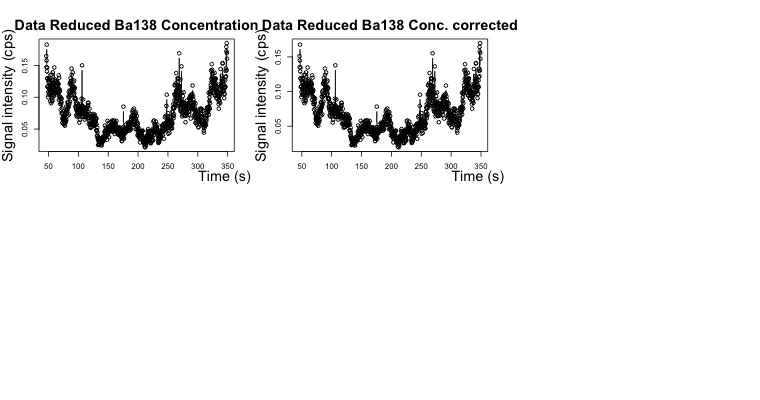 Data Reduced Ba138 Concentration
Signal intensity (cps)
0.15
0.10
0.05
50 100 150 200 250 300 350
Time (s)
Data Reduced Ba138 Conc. corrected
Signal intensity (cps)
0.15
0.10
0.05
50 100 150 200 250 300 350
Time (s)